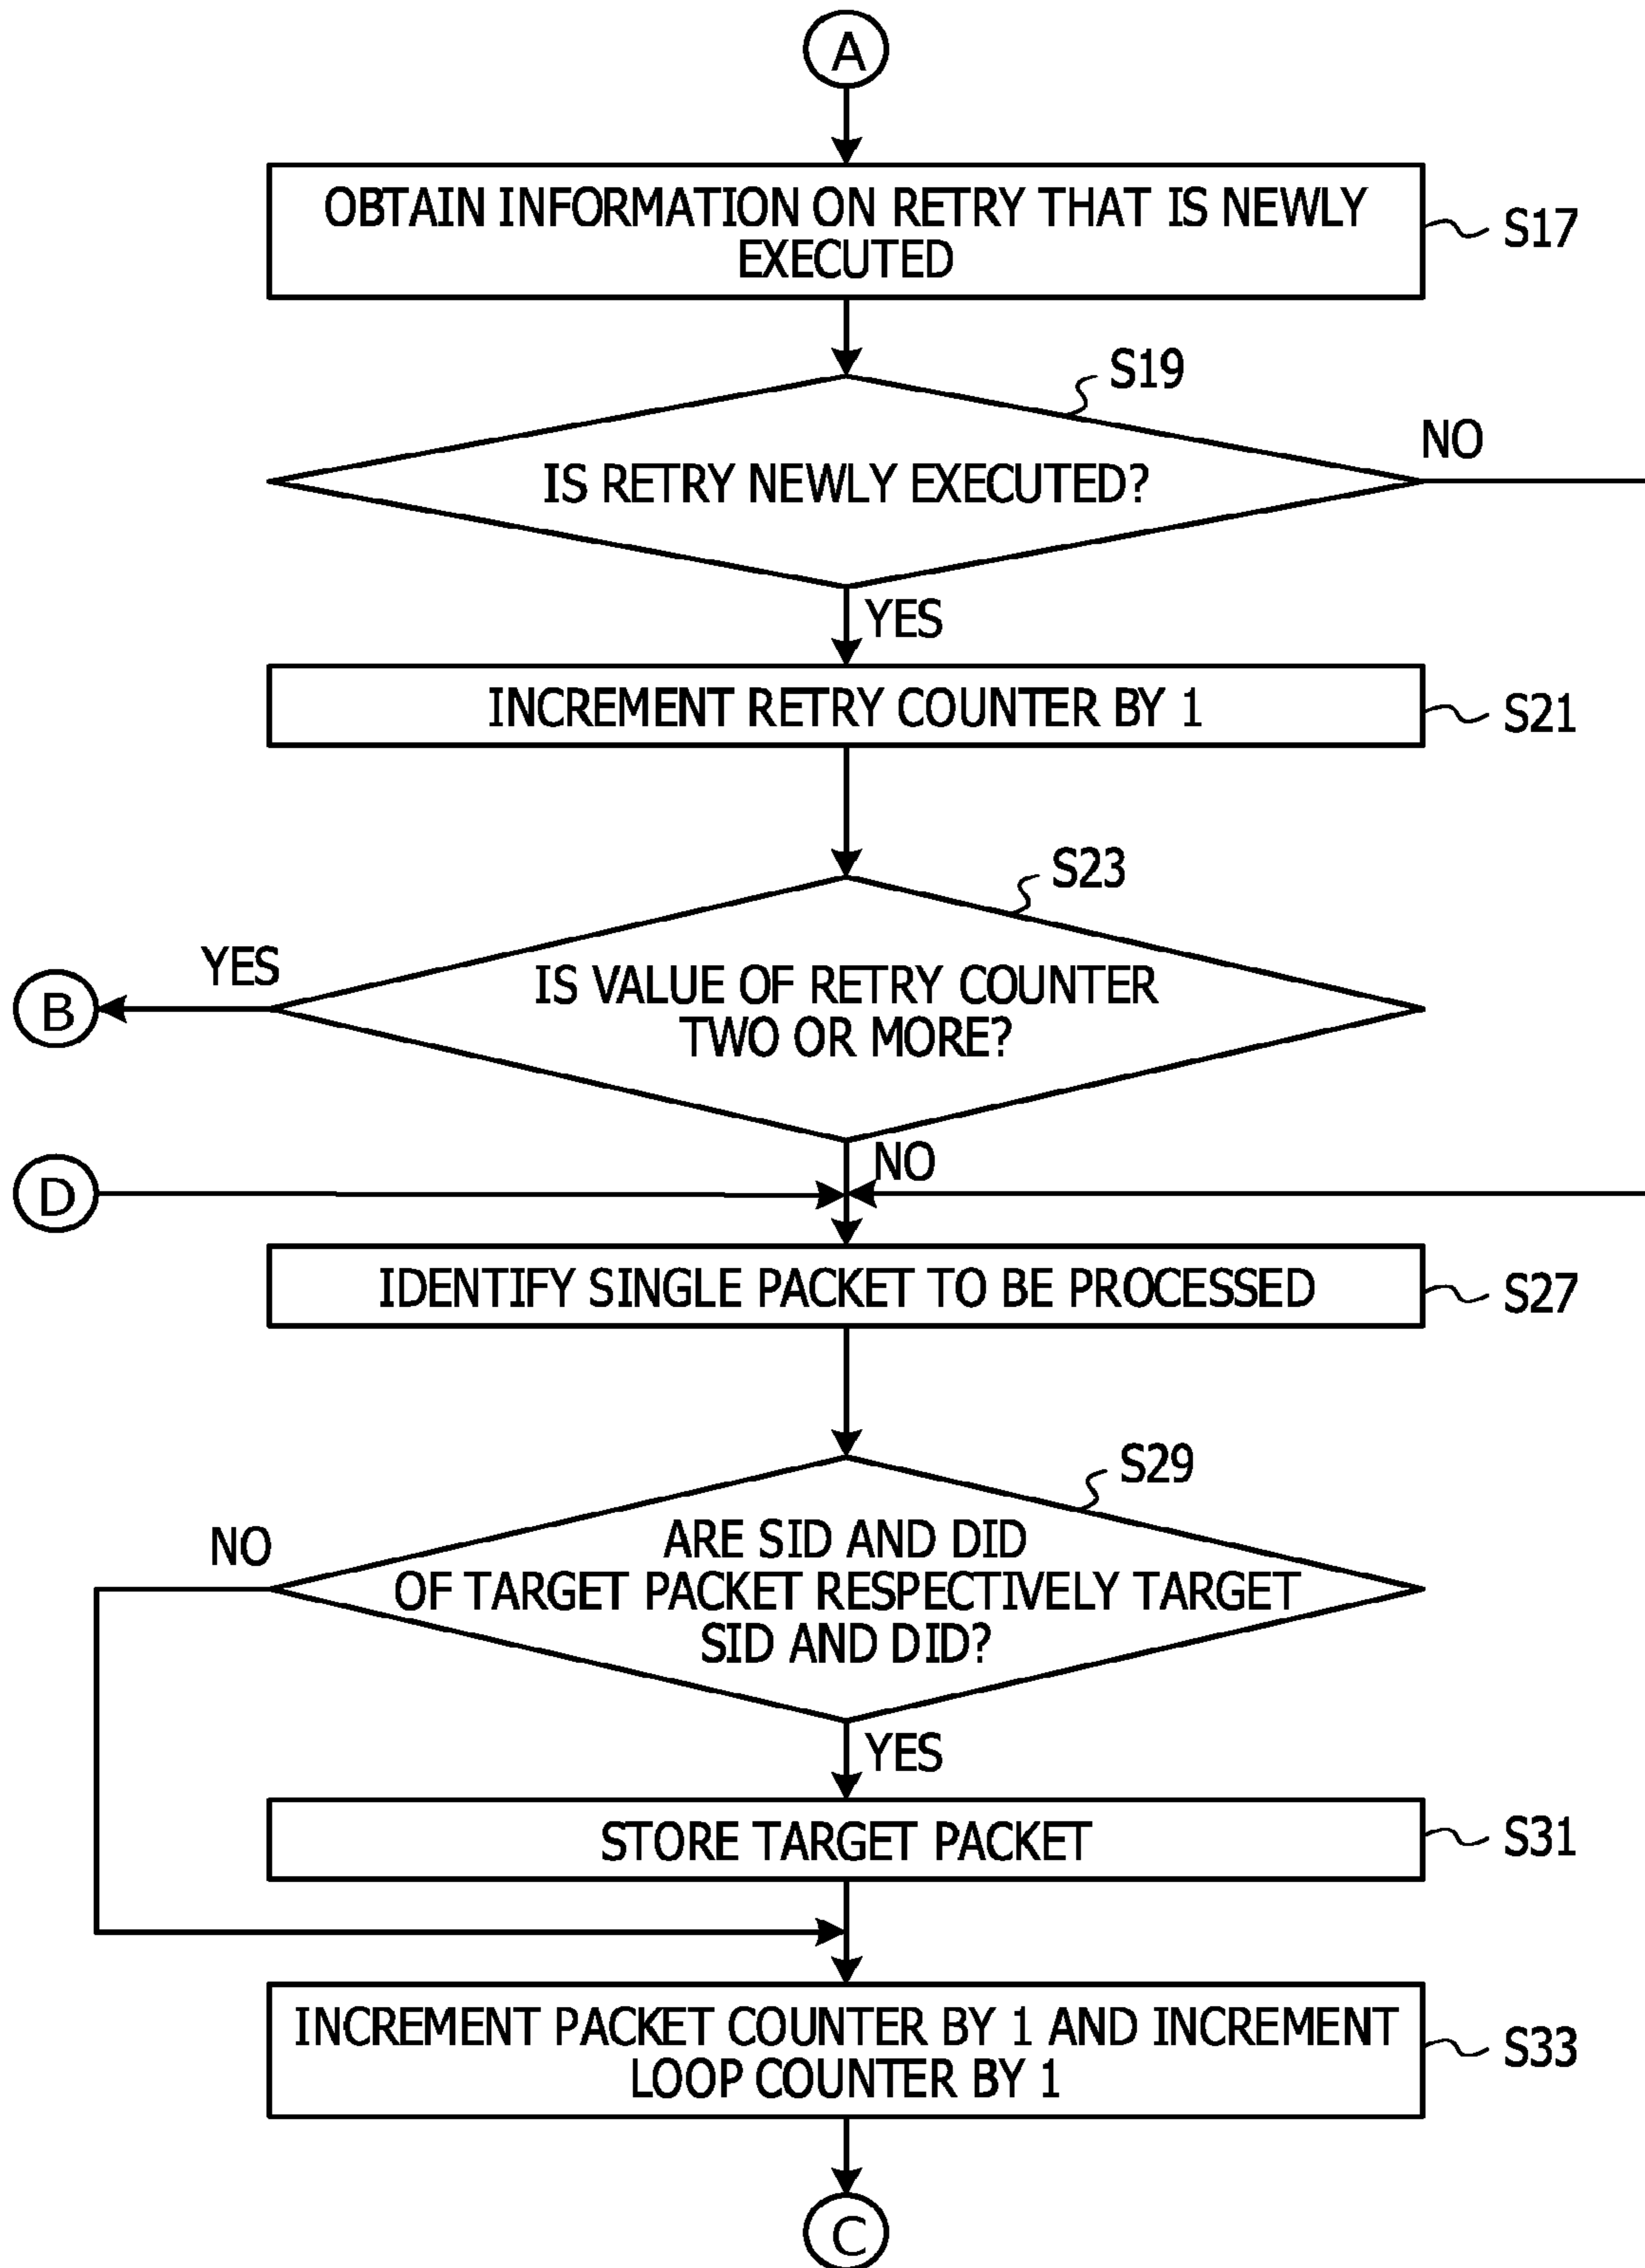 A
OBTAIN INFORMATION ON RETRY THAT IS NEWLY
EXECUTED
S17
S19
NO
IS RETRY NEWLY EXECUTED?
YES
INCREMENT RETRY COUNTER BY 1
S21
S23
YES
B
IS VALUE OF RETRY COUNTER
TWO OR MORE?
NO
D
IDENTIFY SINGLE PACKET TO BE PROCESSED
S27
S29
NO
ARE SID AND DID
OF TARGET PACKET RESPECTIVELY TARGET
SID AND DID?
YES
STORE TARGET PACKET
S31
INCREMENT PACKET COUNTER BY 1 AND INCREMENT
LOOP COUNTER BY 1
S33
C